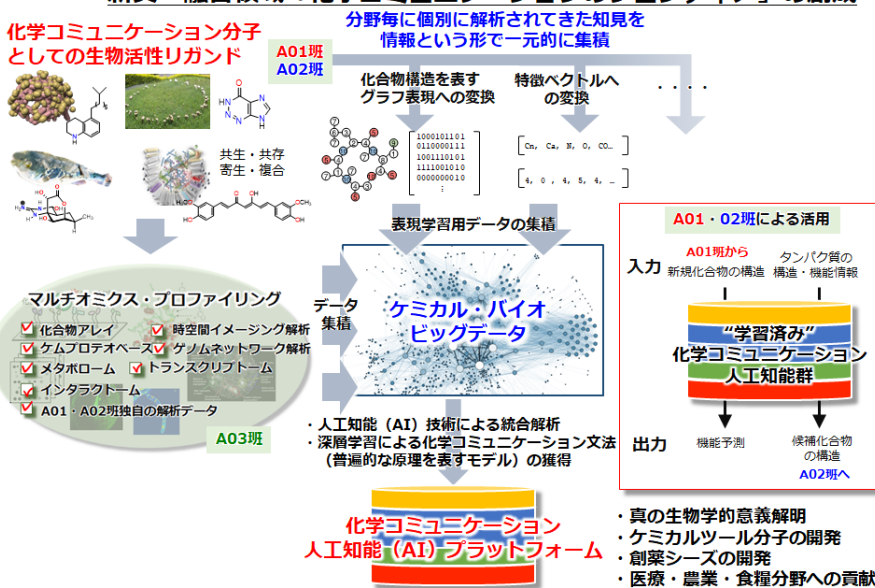 化学コミュニケーション分子
としての生物活性リガンド
分野毎に個別に解析されてきた知見を
情報という形で一元的に集積
A01班
A02班
化合物構造を表す
グラフ表現への変換
特徴ベクトルへ
の変換
・・・・
1000101101
0110000111
1001110101
1111001010
0000000010
⋮
[Cn, Ca, N, O, CO… ]
[4, 0 , 4, 5, 4, … ]
共生・共存
寄生・複合
表現学習用データの集積
マルチオミクス・プロファイリング
化合物アレイ
時空間イメージング解析
ケムプロテオベース
ゲノムネットワーク解析
メタボローム
トランスクリプトーム
インタラクトーム
A01・A02班独自の解析データ
A03班
データ
集積
ケミカル・バイオ
ビッグデータ
・人工知能（AI）技術による統合解析
・深層学習による化学コミュニケーション文法
（普遍的な原理を表すモデル）の獲得
化学コミュニケーション
人工知能（AI）プラットフォーム
A01・02班による活用
入力
A01班から
新規化合物の構造
タンパク質の
構造・機能情報
“学習済み”
化学コミュニケーション
人工知能群
出力
機能予測
候補化合物
の構造
A02班へ
・真の生物学的意義解明
・ケミカルツール分子の開発
・創薬シーズの開発
・医療・農業・食糧分野への貢献